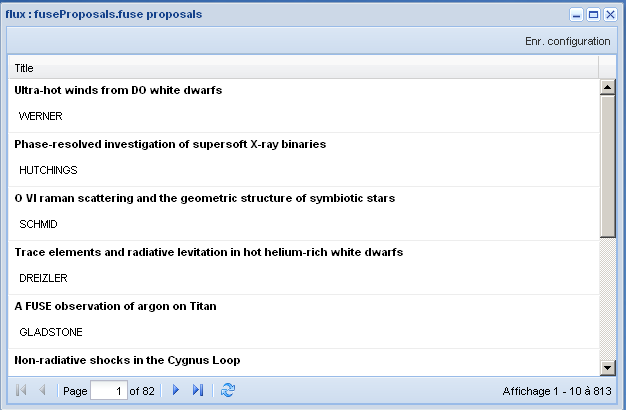 flux : fuseProposals.fuse proposals
Enr. configuration
Title
Ultra-hot winds from DO white dwarfs
WERNER
Phase-resolved investigation of supersoft X-ray binaries
HUTCHINGS
O VI raman scattering and the geometric structure of symbiotic stars
SCHMID
Trace elements and radiative levitation in hot helium-rich white dwarfs
DREIZLER
A FUSE observation of argon on Titan
GLADSTONE
Non-radiative shocks in the Cygnus Loop
Page 1 of 82 Affichage 1 - 10 à 813